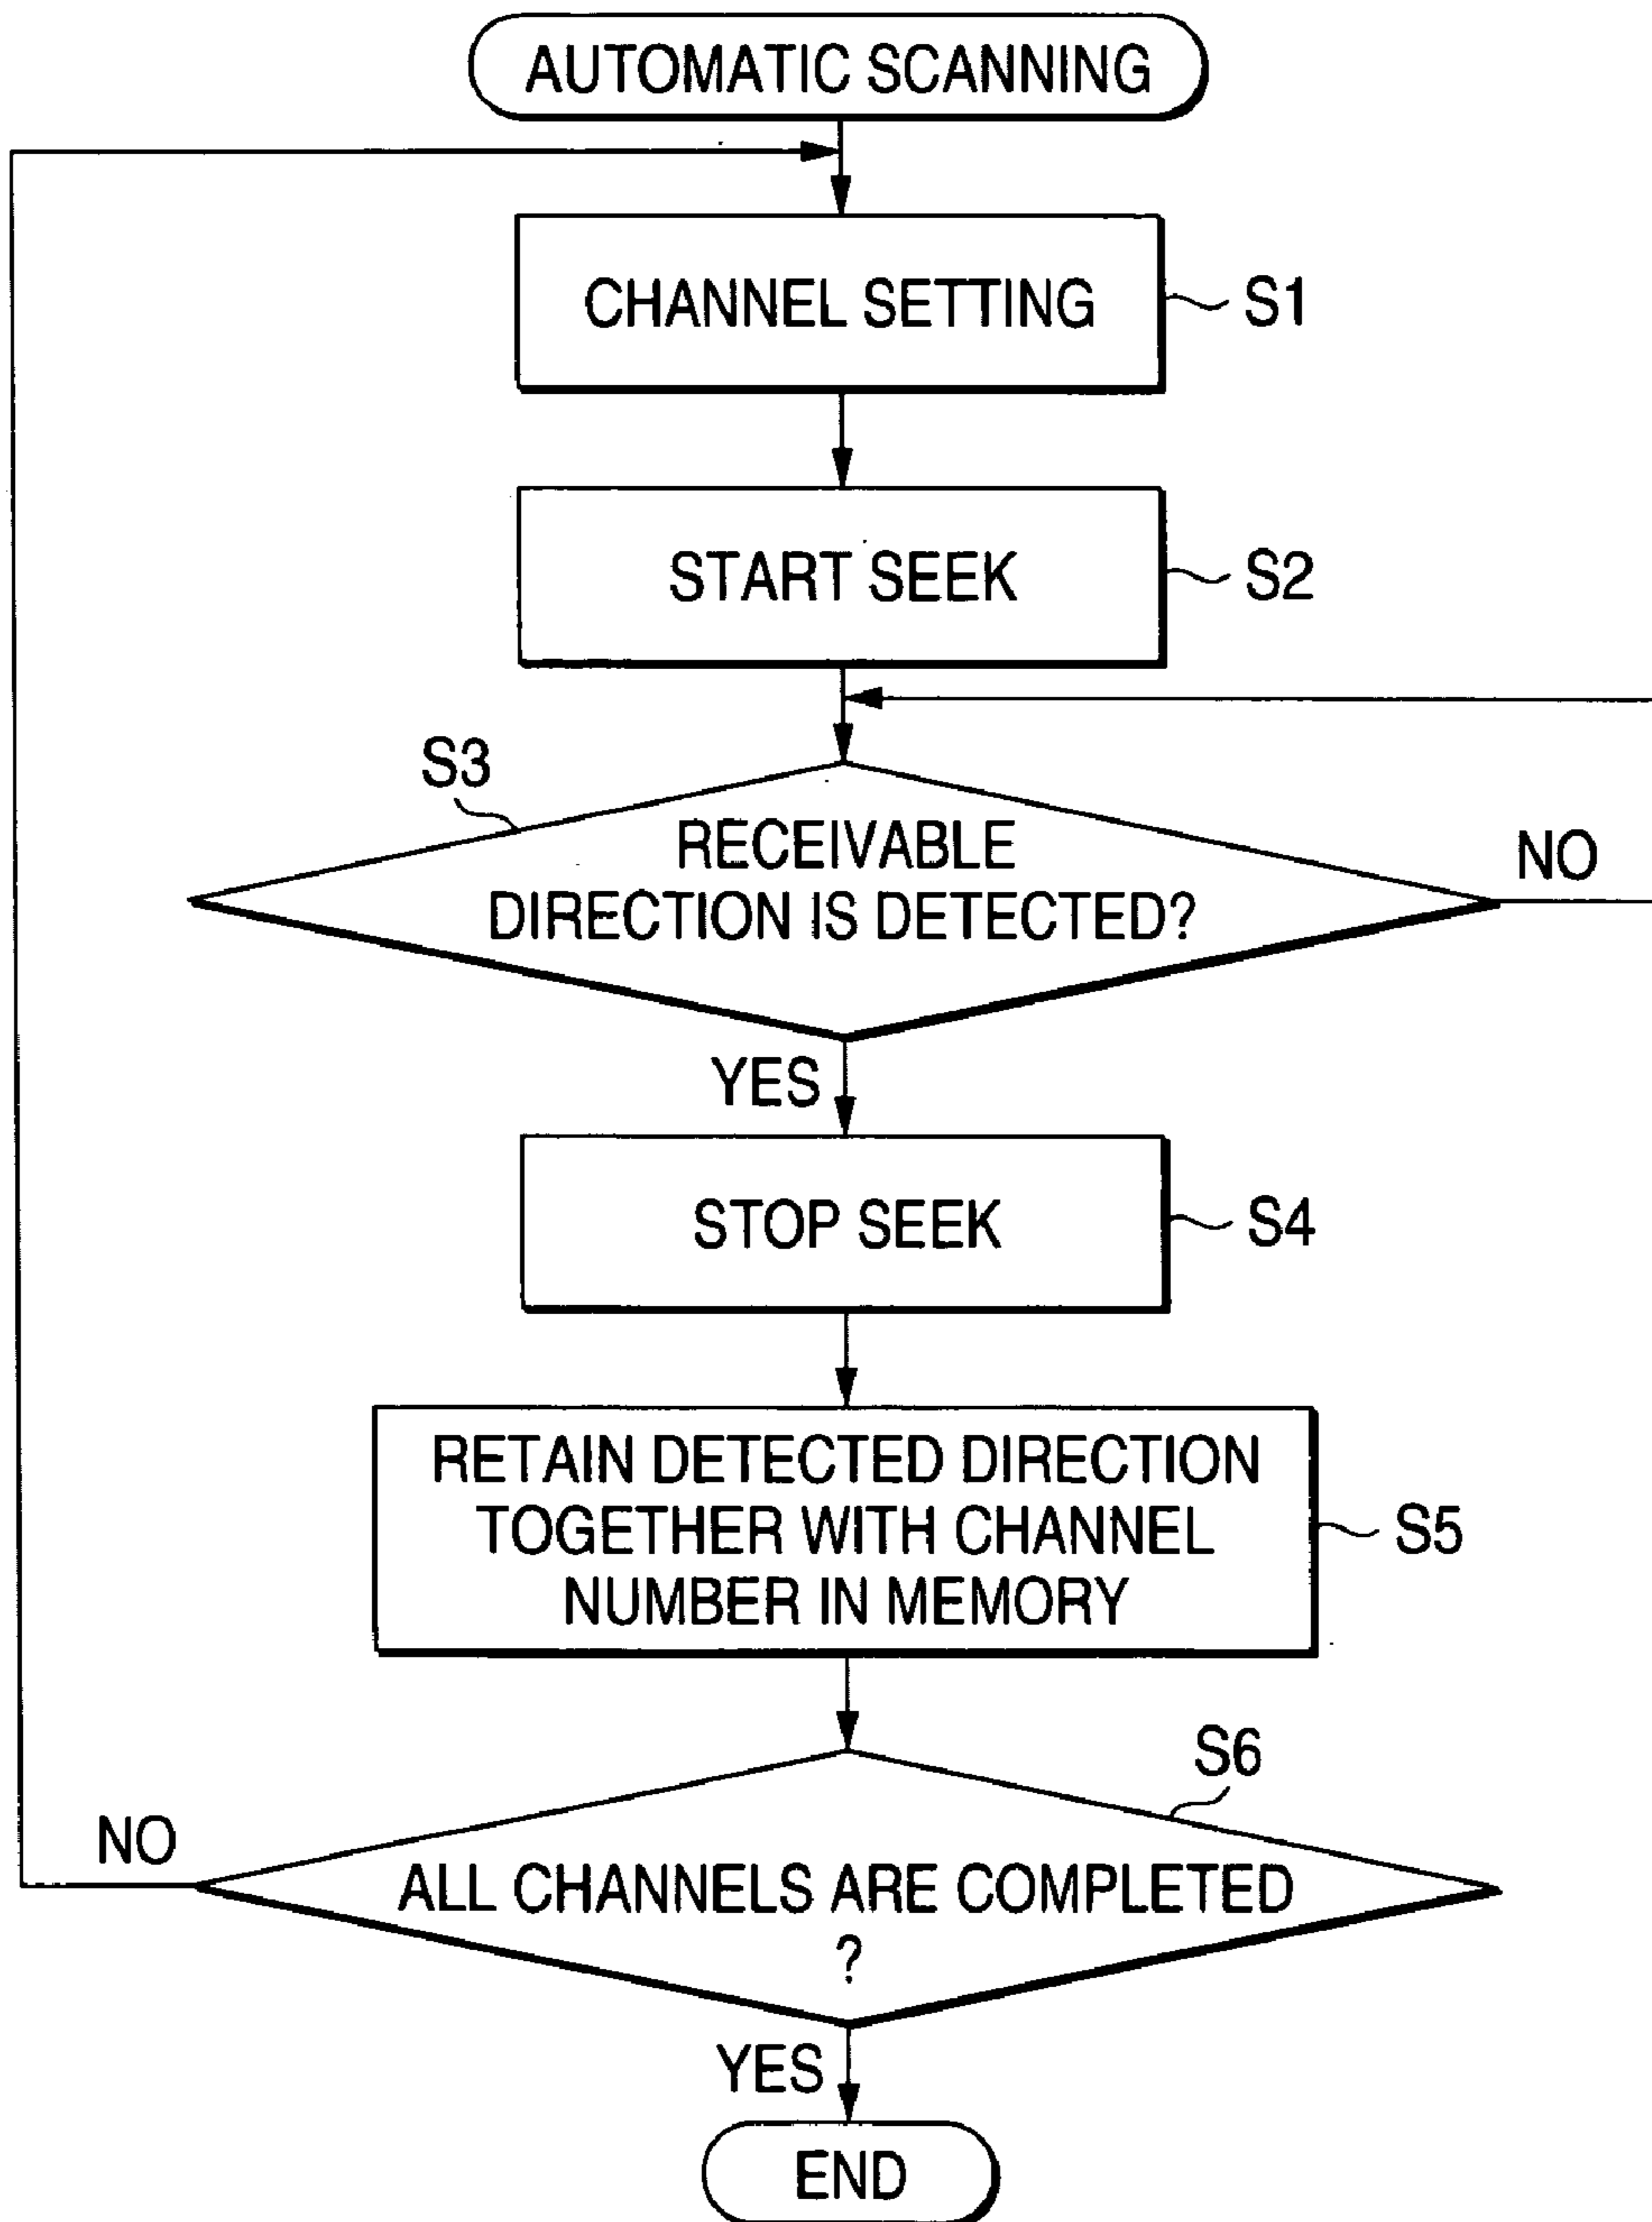 AUTOMATIC SCANNING
CHANNEL SETTING
S1
START SEEK
S2
S3
RECEIVABLE
DIRECTION IS DETECTED?
NO
YES
STOP SEEK
S4
RETAIN DETECTED DIRECTION
TOGETHER WITH CHANNEL
NUMBER IN MEMORY
S5
S6
NO
ALL CHANNELS ARE COMPLETED
?
YES
END